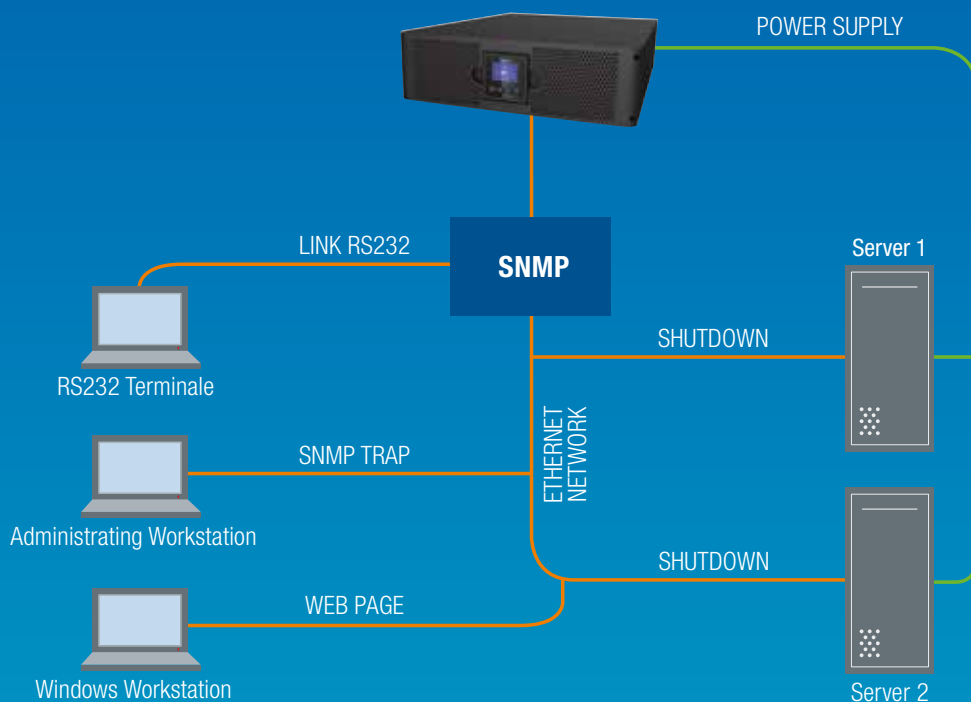 POWER SUPPLY
LINK RS232
SNMP
Server 1
SHUTDOWN
RS232 Terminale
ETHERNET
NETWORK
SNMP TRAP
Administrating Workstation
SHUTDOWN
WEB PAGE
Windows Workstation
Server 2